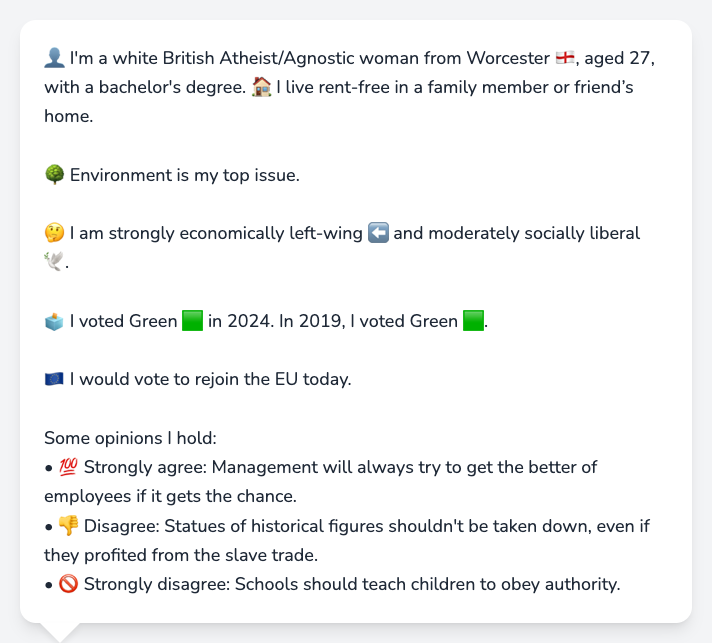 👤 I'm a white British Atheist/Agnostic woman from Worcester 🏴󠁧󠁢󠁥󠁮󠁧󠁿, aged 27,
with a bachelor's degree. 🏠 I live rent-free in a family member or friend’s
home.
🌳 Environment is my top issue.
🤔 I am strongly economically left-wing ⬅️ and moderately socially liberal
🕊️.
🗳️ I voted Green 🟩 in 2024. In 2019, I voted Green 🟩.
🇪🇺 I would vote to rejoin the EU today.
Some opinions I hold:
• 💯 Strongly agree: Management will always try to get the better of
employees if it gets the chance.
• 👎 Disagree: Statues of historical figures shouldn't be taken down, even if
they profited from the slave trade.
• 🚫 Strongly disagree: Schools should teach children to obey authority.